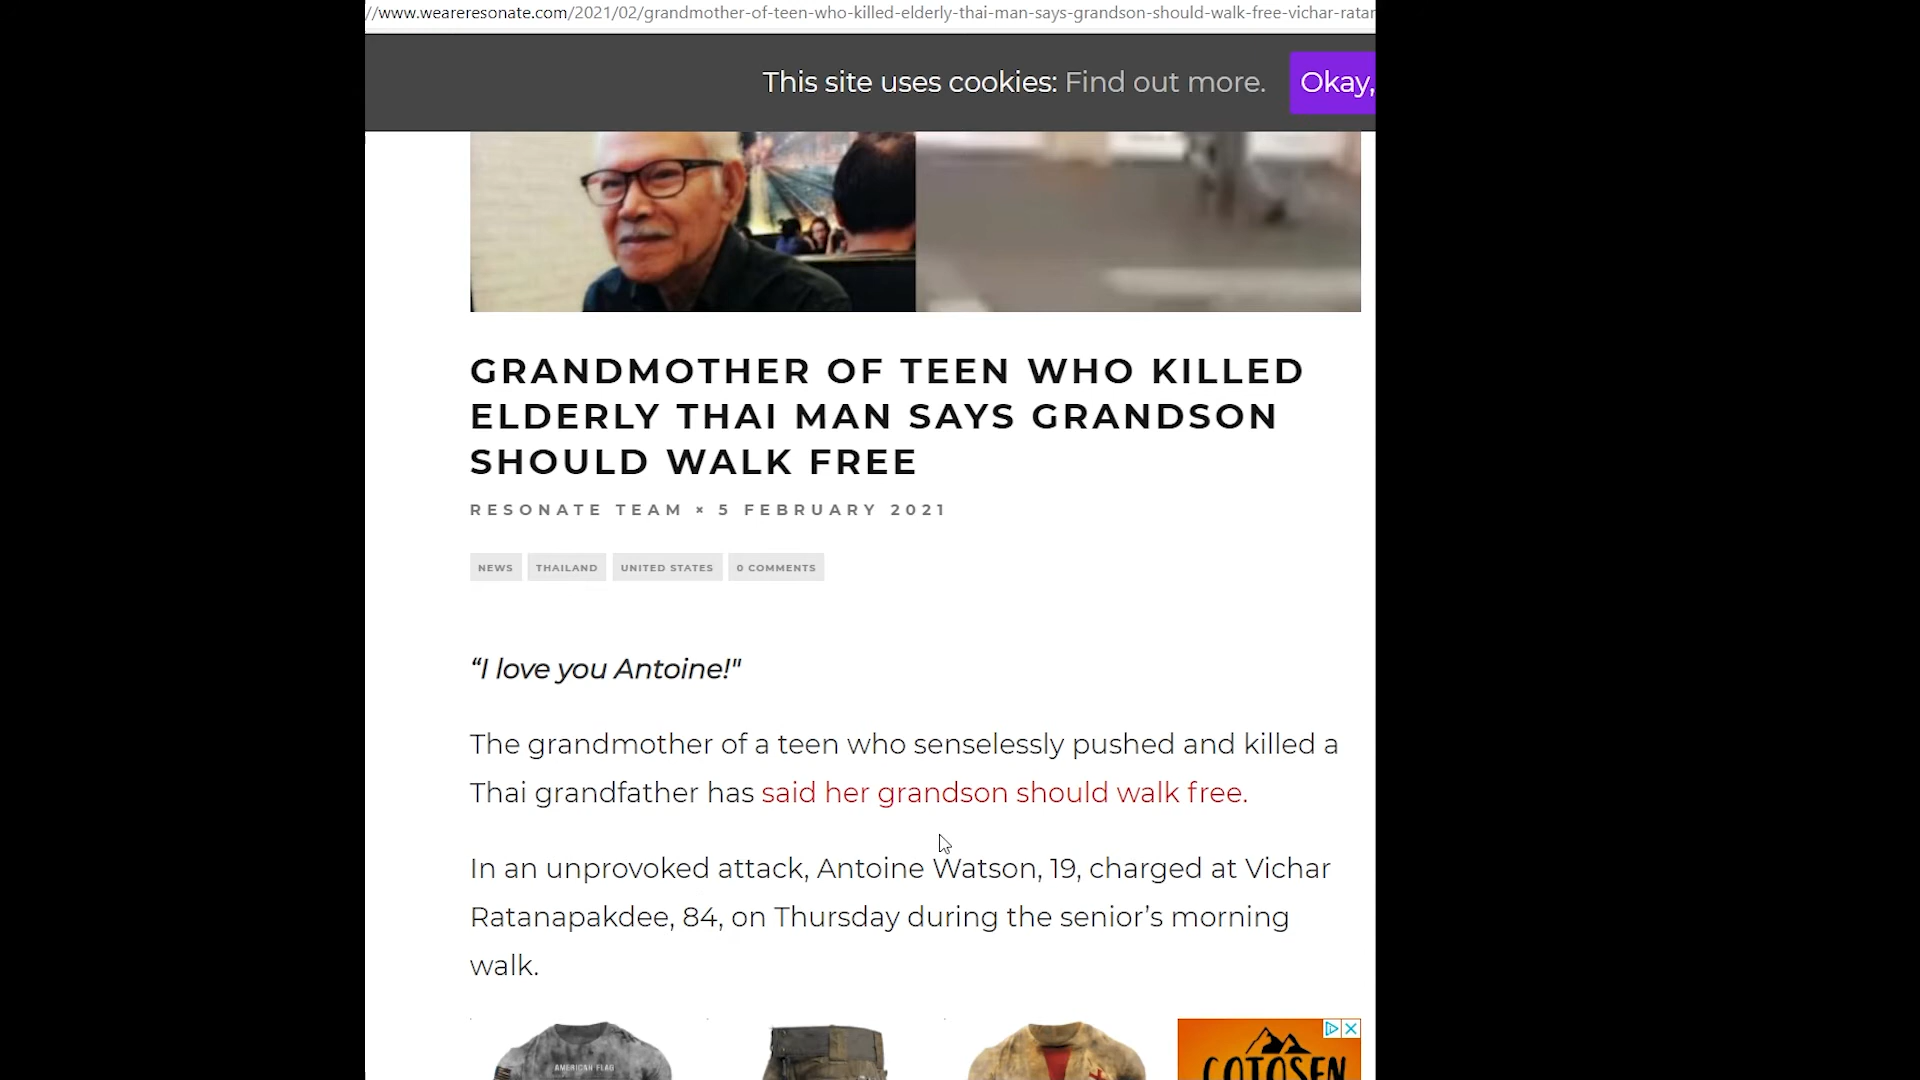 //www.weareresonate.com/2021/02/grandmother-of-teen-who-killed-elderly-thai-man-says-grandson-should-walk-free-vichar-ratan
This site uses cookies: Find out more. Okay,
GRANDMOTHER OF TEEN WHO KILLED
ELDERLY THAI MAN SAYS GRANDSON
SHOULD WALK FREE
RESONATE TEAM × 5 FEBRUARY 2021
NEWS THAILAND UNITED STATES 0 COMMENTS
“I love you Antoine!"
The grandmother of a teen who senselessly pushed and killed a
Thai grandfather has said her grandson should walk free.
In an unprovoked attack, Antoine Watson, 19, charged at Vichar
Ratanapakdee, 84, on Thursday during the senior’s morning
walk.
AMERICAN FLAG
COTOSEN